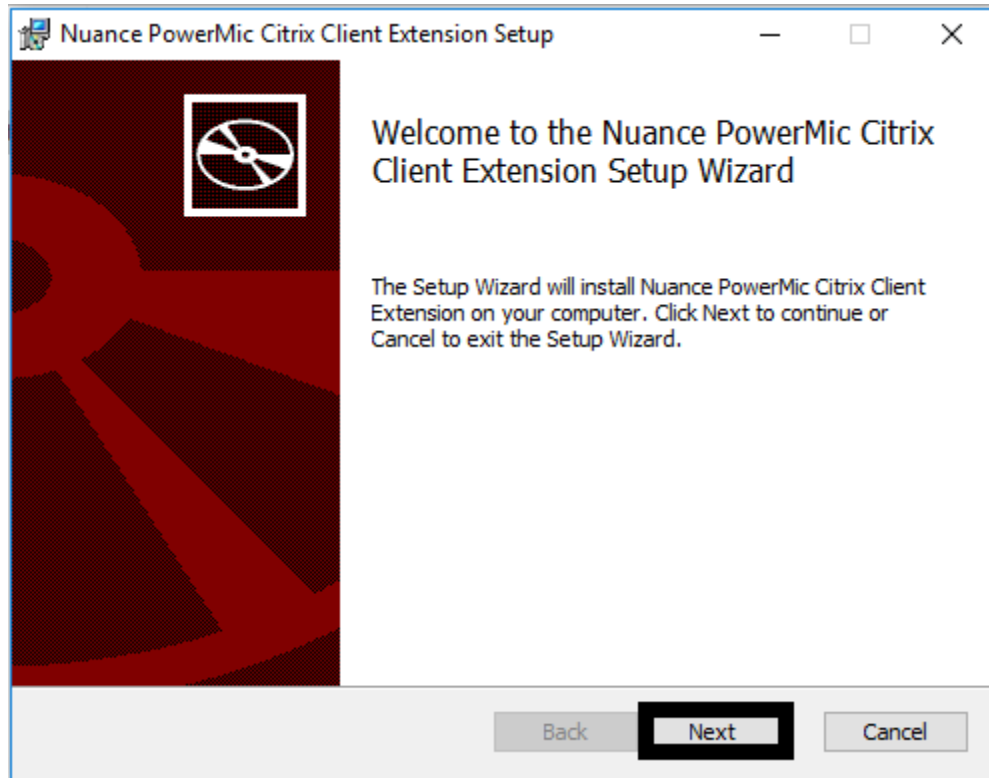 Nuance PowerMic Citrix Client Extension Setup
Welcome to the Nuance PowerMic Citrix
Client Extension Setup Wizard
The Setup Wizard will install Nuance PowerMic Citrix Client
Extension on your computer. Click Next to continue or
Cancel to exit the Setup Wizard.
Back Next Cancel